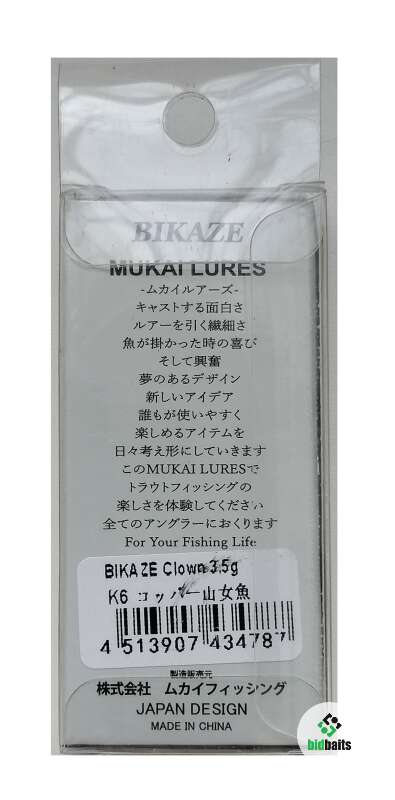 BIKAZE
MUKAI LURES
-ムカイルアーズ-
キャストする面白さ
ルアーを引く繊細さ
魚が掛かった時の喜び
そして興奮
夢のあるデザイン
新しいアイデア
誰もが使いやすく
楽しめるアイテムを
日々考え形にしていきます
このMUKAI LURESで
トラウトフィッシングの
楽しさを体験してください
全てのアングラーにおくります
For Your Fishing Life
BIKAZE Clown 3.5g
K6 コッパー山女魚
4 513907 434787
製造販売元
株式会社 ムカイフィッシング
JAPAN DESIGN
MADE IN CHINA
bidbaits